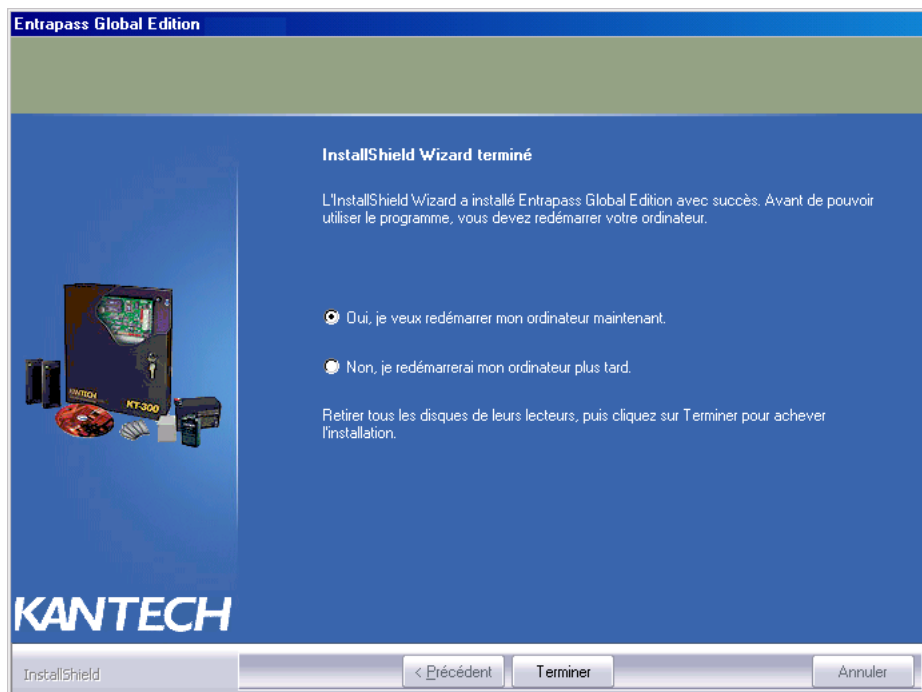 Entrapass Global Edition
InstallShield Wizard terminé
L'InstallShield Wizard a installé Entrapass Global Edition avec succès. Avant de pouvoir
utiliser le programme, vous devez redémarrer votre ordinateur.
Oui, je veux redémarrer mon ordinateur maintenant.
Non, je redémarrerai mon ordinateur plus tard.
Retirer tous les disques de leurs lecteurs, puis cliquez sur Terminer pour achever
l'installation.
KANTECH
KT-300
KANTECH
InstallShield
< Précédent
Terminer
Annuler